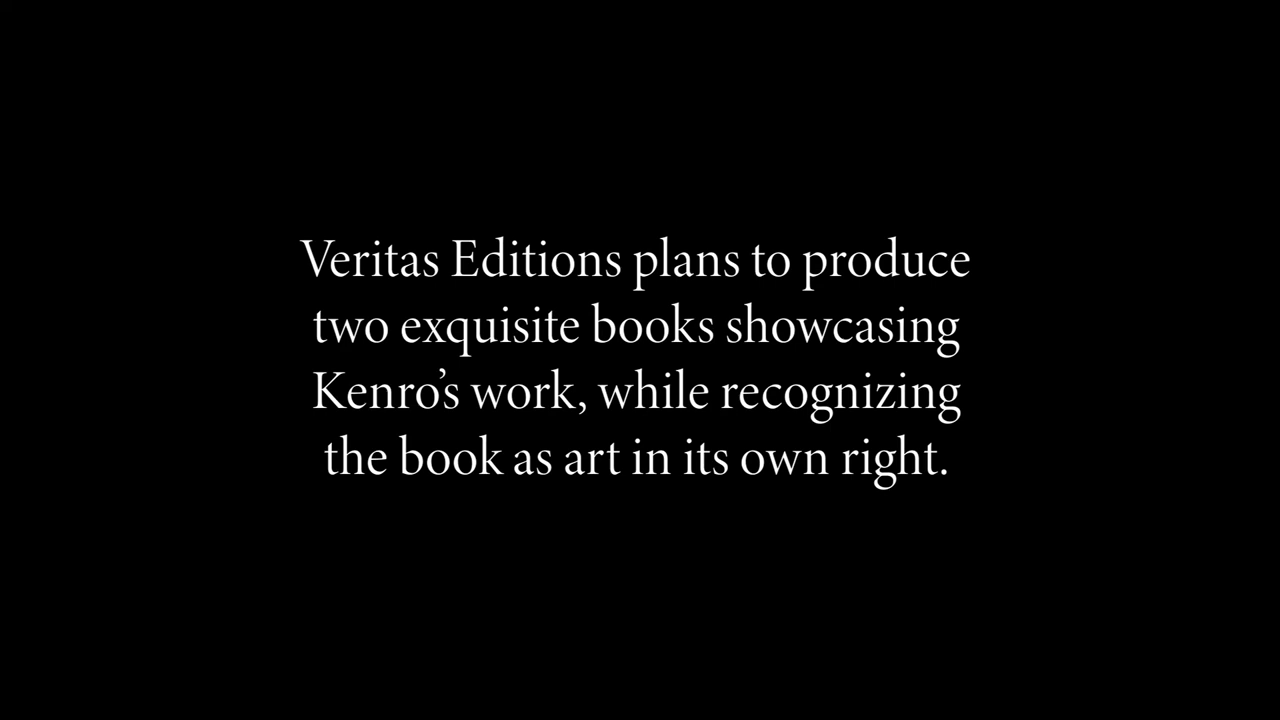 Veritas Editions plans to produce
two exquisite books showcasing
Kenro’s work, while recognizing
the book as art in its own right.